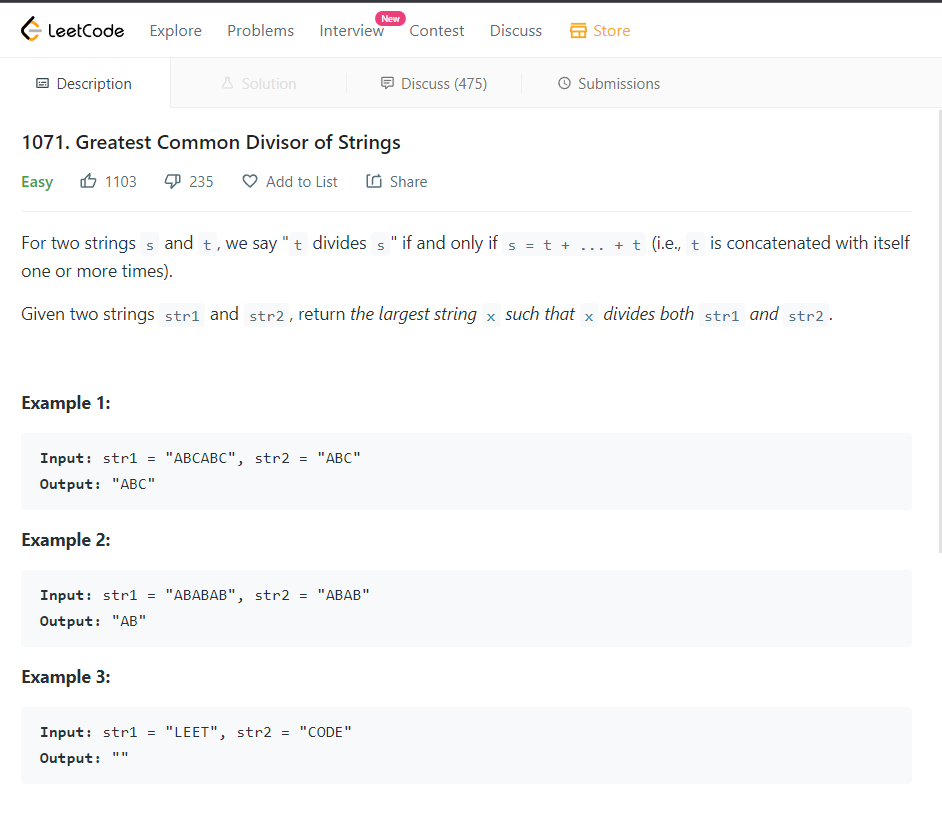 LeetCode Explore Problems Interview New Contest Discuss Store
Description Solution Discuss (475) Submissions
1071. Greatest Common Divisor of Strings
Easy 1103 235 Add to List Share
For two strings s and t, we say "t divides s" if and only if s = t + ... + t (i.e., t is concatenated with itself
one or more times).
Given two strings str1 and str2, return the largest string x such that x divides both str1 and str2.
Example 1:
Input: str1 = "ABCABC", str2 = "ABC"
Output: "ABC"
Example 2:
Input: str1 = "ABABAB", str2 = "ABAB"
Output: "AB"
Example 3:
Input: str1 = "LEET", str2 = "CODE"
Output: ""